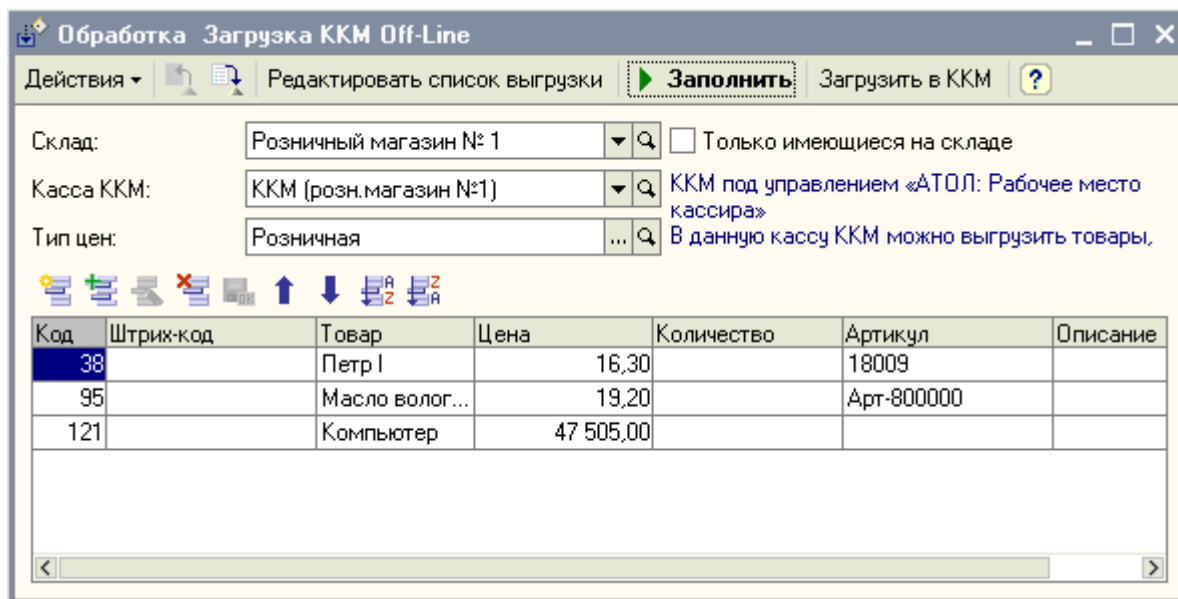 Обработка Загрузка ККМ Off-Line
Действия Редактировать список выгрузки Заполнить Загрузить в ККМ ?
Склад: Розничный магазин № 1 Только имеющиеся на складе
Касса ККМ: ККМ (розн.магазин №1) ККМ под управлением «АТОЛ: Рабочее место
кассира»
Тип цен: Розничная ... В данную кассу ККМ можно выгрузить товары,
Код Штрих-код Товар Цена Количество Артикул Описание
38 Петр I 16,30 18009
95 Масло волог... 19,20 Арт-800000
121 Компьютер 47 505,00